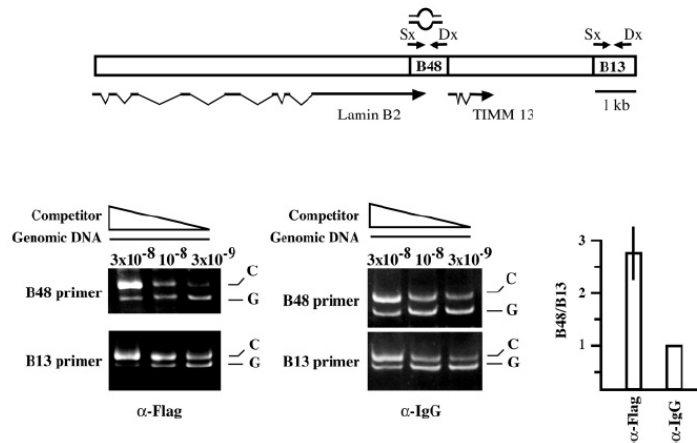 Sx Dx Sx Dx
B48 B13
Lamin B2 TIMM 13 1 kb
Competitor
Genomic DNA
3x10-8 10-8 3x10-9
B48 primer
C
G
B13 primer
C
G
α-Flag
Competitor
Genomic DNA
3x10-8 10-8 3x10-9
B48 primer
C
G
B13 primer
C
G
α-IgG
B48/B13
3
2
1
α-Flag
α-IgG